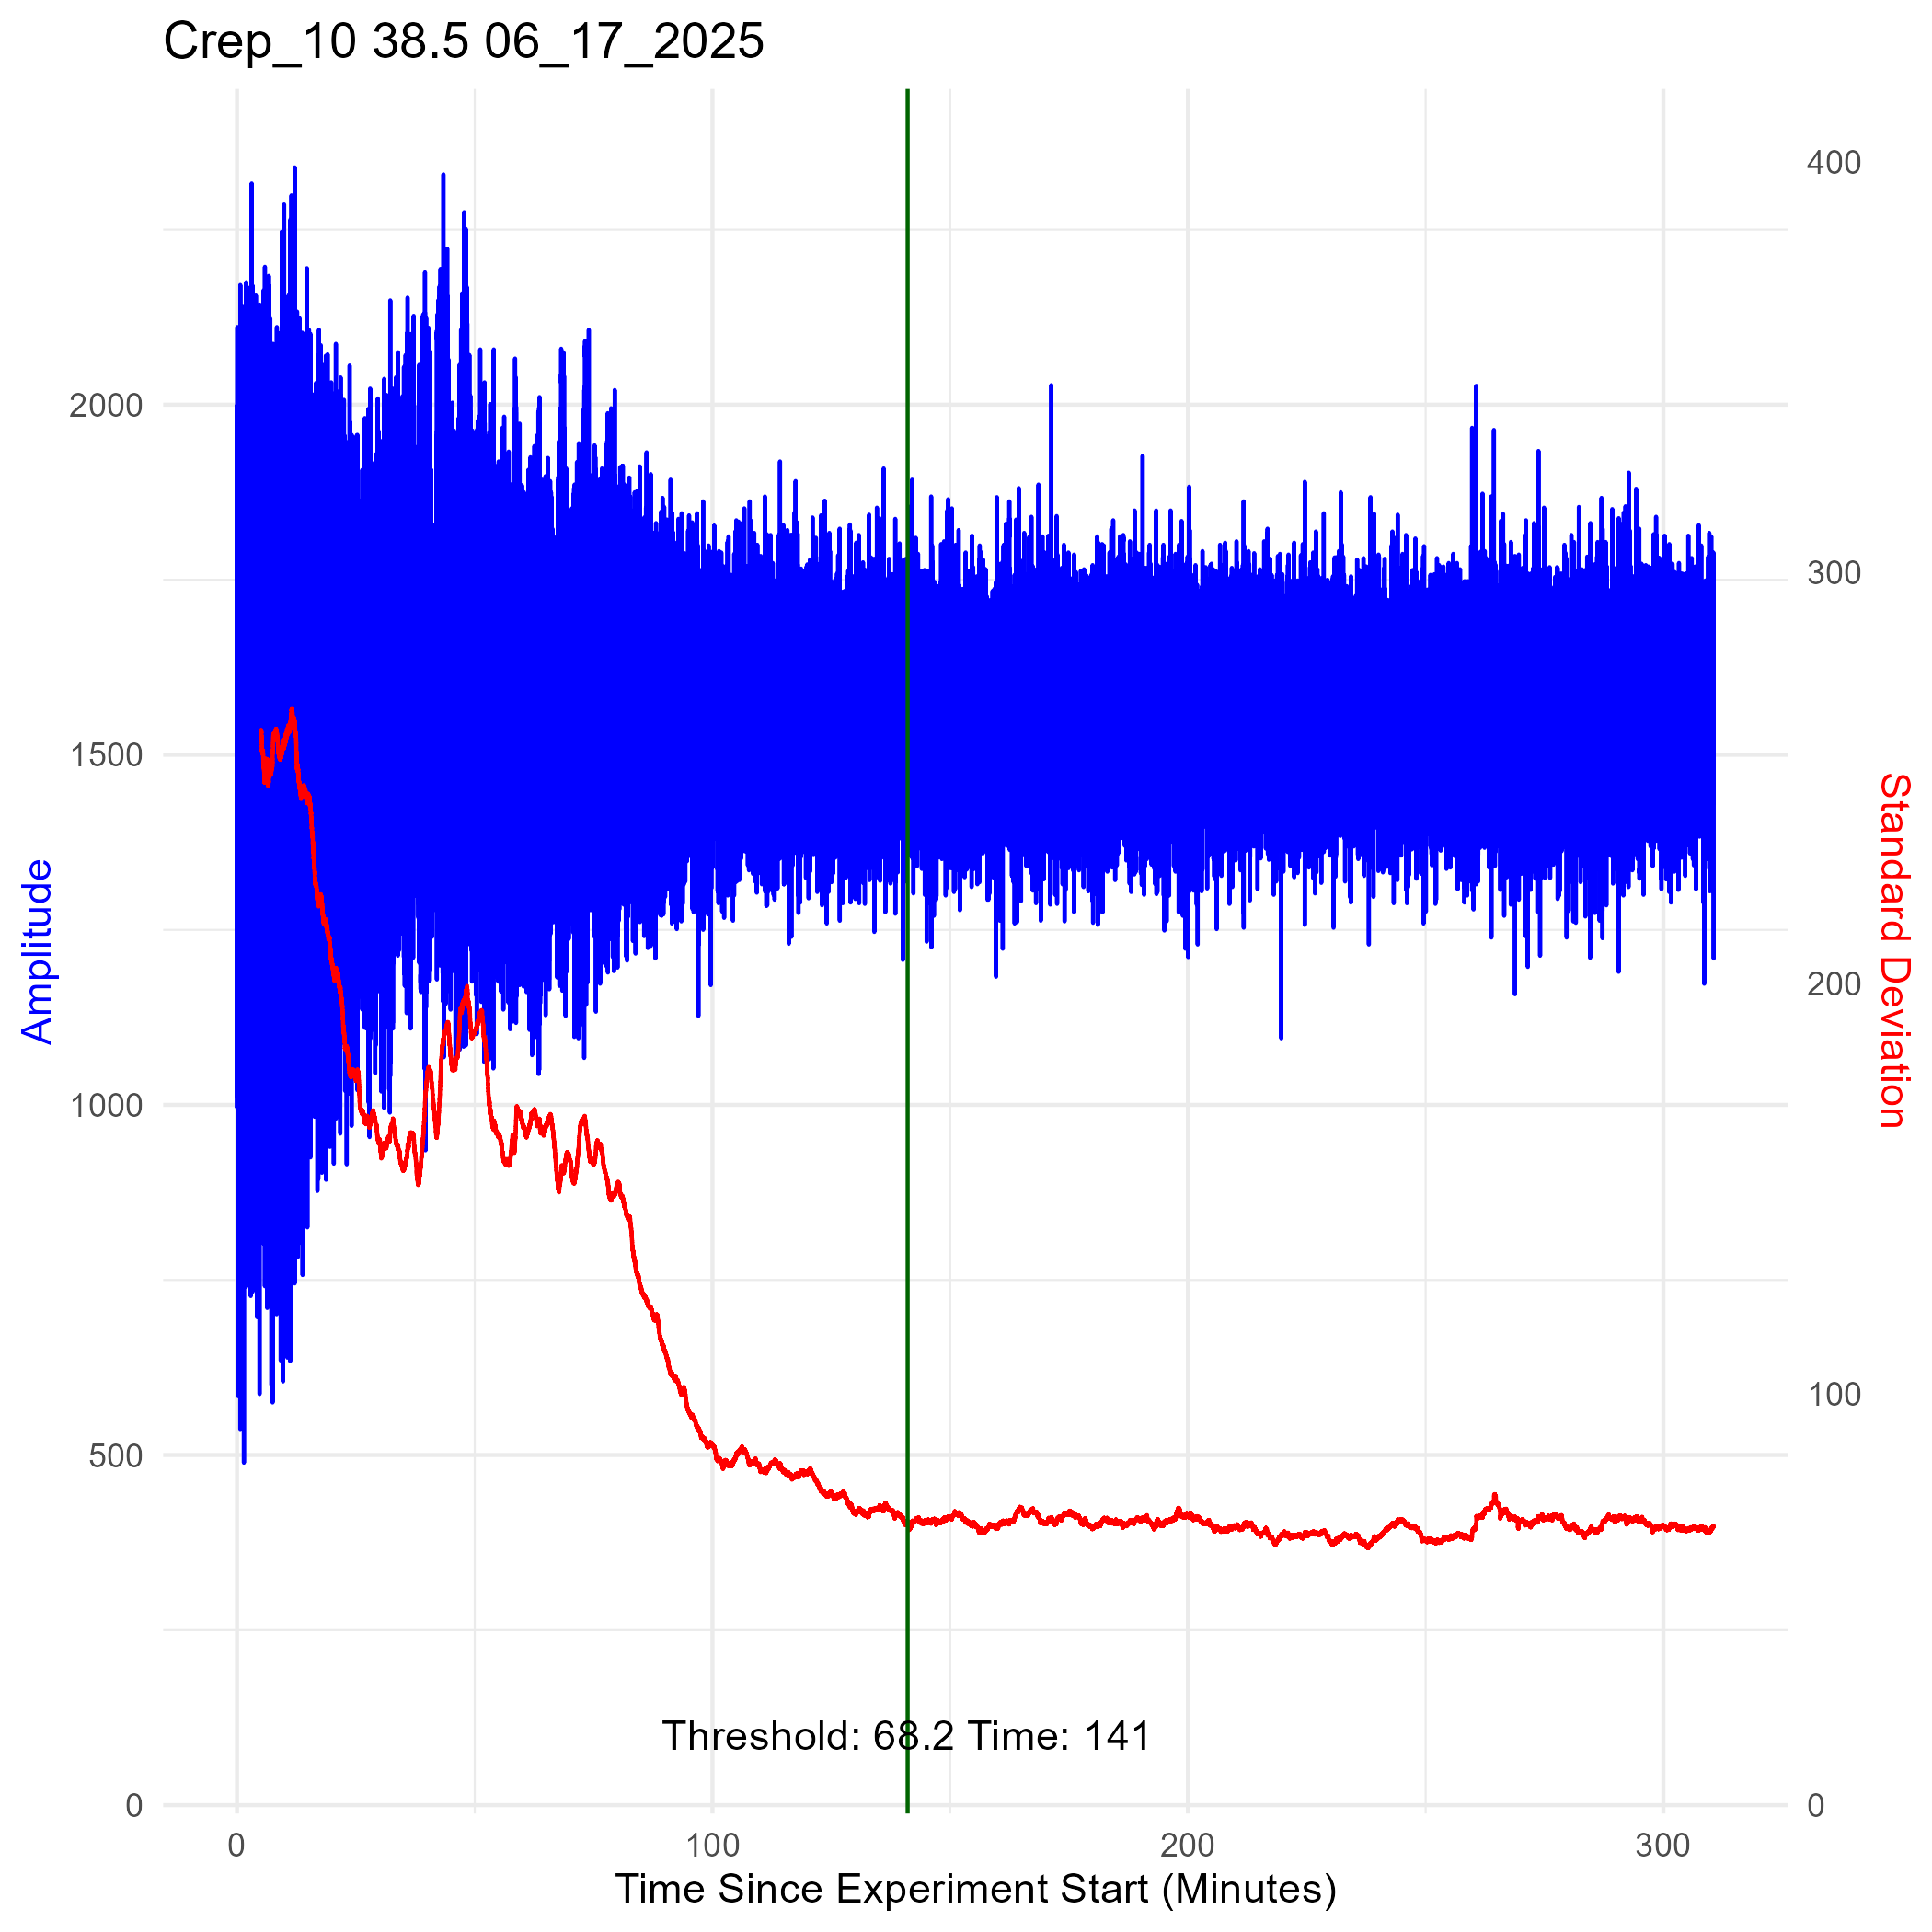 Crep_10 38.5 06_17_2025
400
2000
300
1500
Amplitude
Standard Deviation
200
1000
100
500
Threshold: 68.2 Time: 141
0
0
0 100 200 300
Time Since Experiment Start (Minutes)